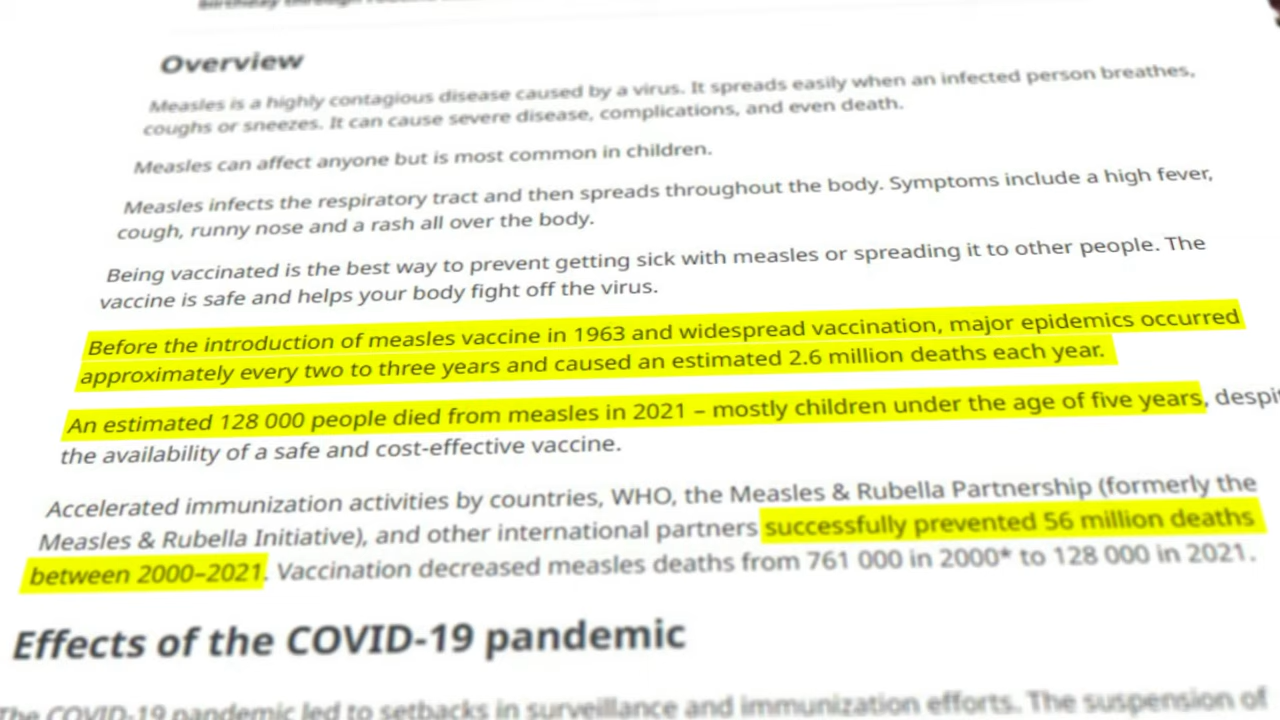 Overview
Measles is a highly contagious disease caused by a virus. It spreads easily when an infected person breathes,
coughs or sneezes. It can cause severe disease, complications, and even death.
Measles can affect anyone but is most common in children.
Measles infects the respiratory tract and then spreads throughout the body. Symptoms include a high fever,
cough, runny nose and a rash all over the body.
Being vaccinated is the best way to prevent getting sick with measles or spreading it to other people. The
vaccine is safe and helps your body fight off the virus.
Before the introduction of measles vaccine in 1963 and widespread vaccination, major epidemics occurred
approximately every two to three years and caused an estimated 2.6 million deaths each year.
An estimated 128 000 people died from measles in 2021 – mostly children under the age of five years, despi
the availability of a safe and cost-effective vaccine.
Accelerated immunization activities by countries, WHO, the Measles & Rubella Partnership (formerly the
Measles & Rubella Initiative), and other international partners successfully prevented 56 million deaths
between 2000–2021. Vaccination decreased measles deaths from 761 000 in 2000* to 128 000 in 2021.
Effects of the COVID-19 pandemic
The COVID-19 pandemic led to setbacks in surveillance and immunization efforts. The suspension of